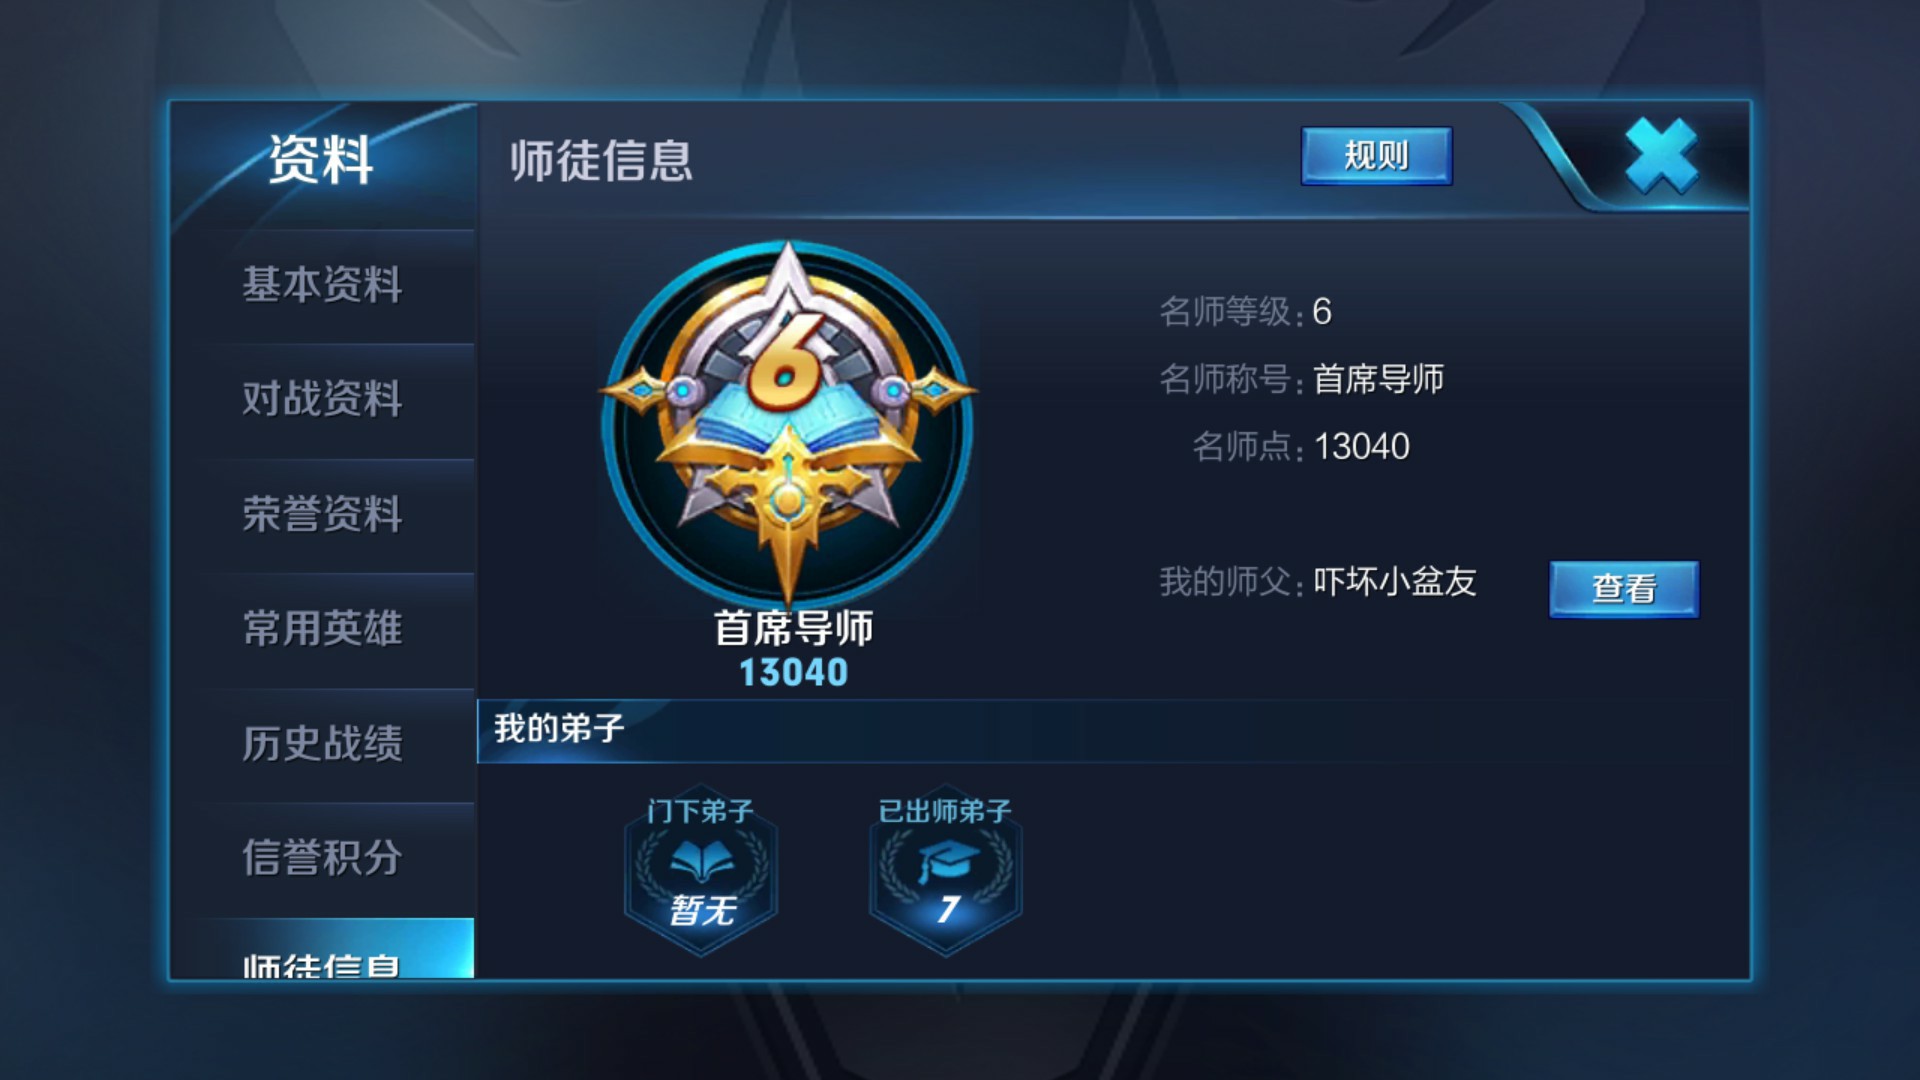 资料
师徒信息
规则
基本资料
对战资料
荣誉资料
常用英雄
历史战绩
信誉积分
师徒信息
6
首席导师
13040
名师等级:6
名师称号:首席导师
名师点:13040
我的师父:吓坏小盆友
查看
我的弟子
门下弟子
暂无
已出师弟子
7